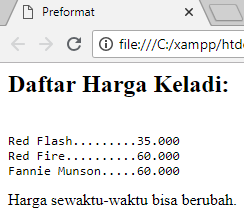 Preformat
file:///C:/xampp/htdo
Daftar Harga Keladi:
Red Flash.........35.000
Red Fire..........60.000
Fannie Munson.....60.000
Harga sewaktu-waktu bisa berubah.